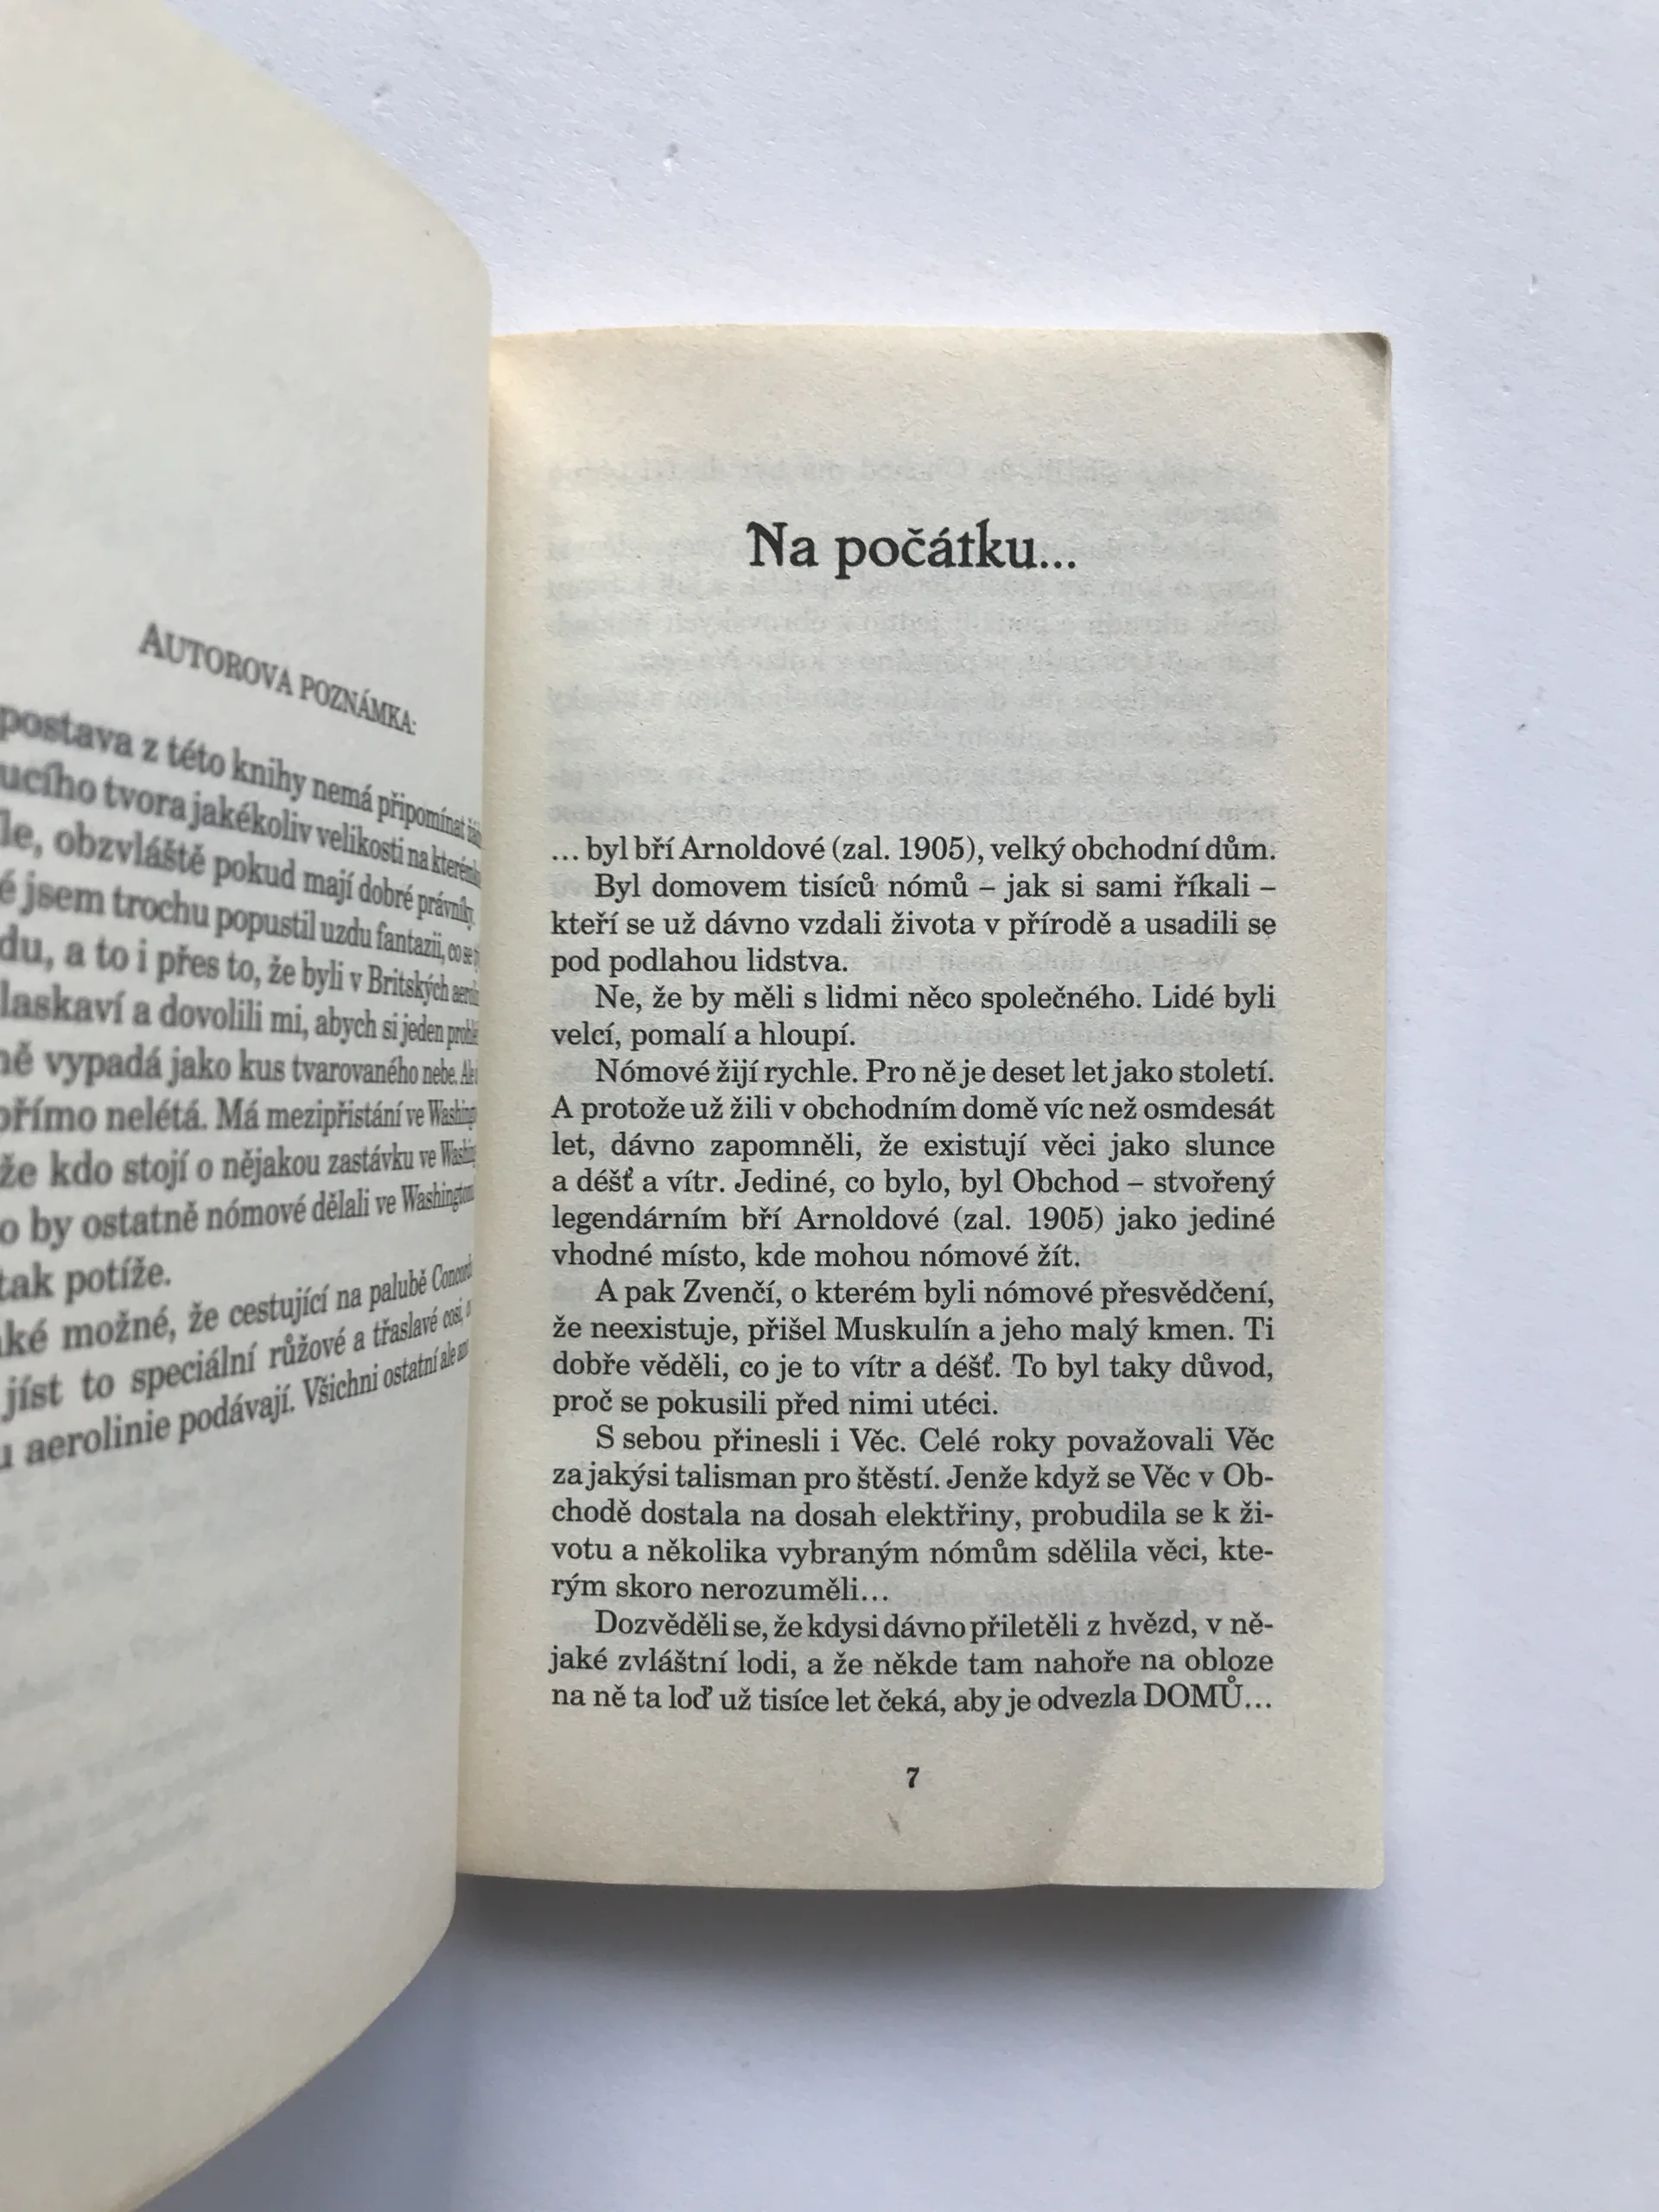 AUTOROVA POZNÁMKA:
postava z této knihy nemá připomínat
tvora jakékoliv velikosti na
obzvláště pokud mají dobré právníky.
jsem trochu popustil uzdu fantazii, co se
a to i přes to, že byli v Britských
laskaví a dovolili mi, abych si jeden
vypadá jako kus tvarovaného nebe. Ale
nelétá. Má mezipřistání ve
že kdo stojí o nějakou zastávku ve
by ostatně nómové dělali ve
tak potíže.
možné, že cestující na palubě
jíst to speciální růžové a třaslavé cosi,
aerolinie podávají. Všichni ostatní ale
Na počátku...
... byl bří Arnoldové (zal. 1905), velký obchodní dům.
Byl domovem tisíců nómů – jak si sami říkali –
kteří se už dávno vzdali života v přírodě a usadili se
pod podlahou lidstva.
Ne, že by měli s lidmi něco společného. Lidé byli
velcí, pomalí a hloupí.
Nómové žijí rychle. Pro ně je deset let jako století.
A protože už žili v obchodním domě víc než osmdesát
let, dávno zapomněli, že existují věci jako slunce
a déšť a vítr. Jediné, co bylo, byl Obchod – stvořený
legendárním bří Arnoldové (zal. 1905) jako jediné
vhodné místo, kde mohou nómové žít.
A pak Zvenčí, o kterém byli nómové přesvědčení,
že neexistuje, přišel Muskulín a jeho malý kmen. Ti
dobře věděli, co je to vítr a déšť. To byl taky důvod,
proč se pokusili před nimi utéci.
S sebou přinesli i Věc. Celé roky považovali Věc
za jakýsi talisman pro štěstí. Jenže když se Věc v Ob-
chodě dostala na dosah elektřiny, probudila se k ži-
votu a několika vybraným nómům sdělila věci, kte-
rým skoro nerozuměli...
Dozvěděli se, že kdysi dávno přiletěli z hvězd, v ně-
jaké zvláštní lodi, a že někde tam nahoře na obloze
na ně ta loď už tisíce let čeká, aby je odvezla DOMŮ...
7